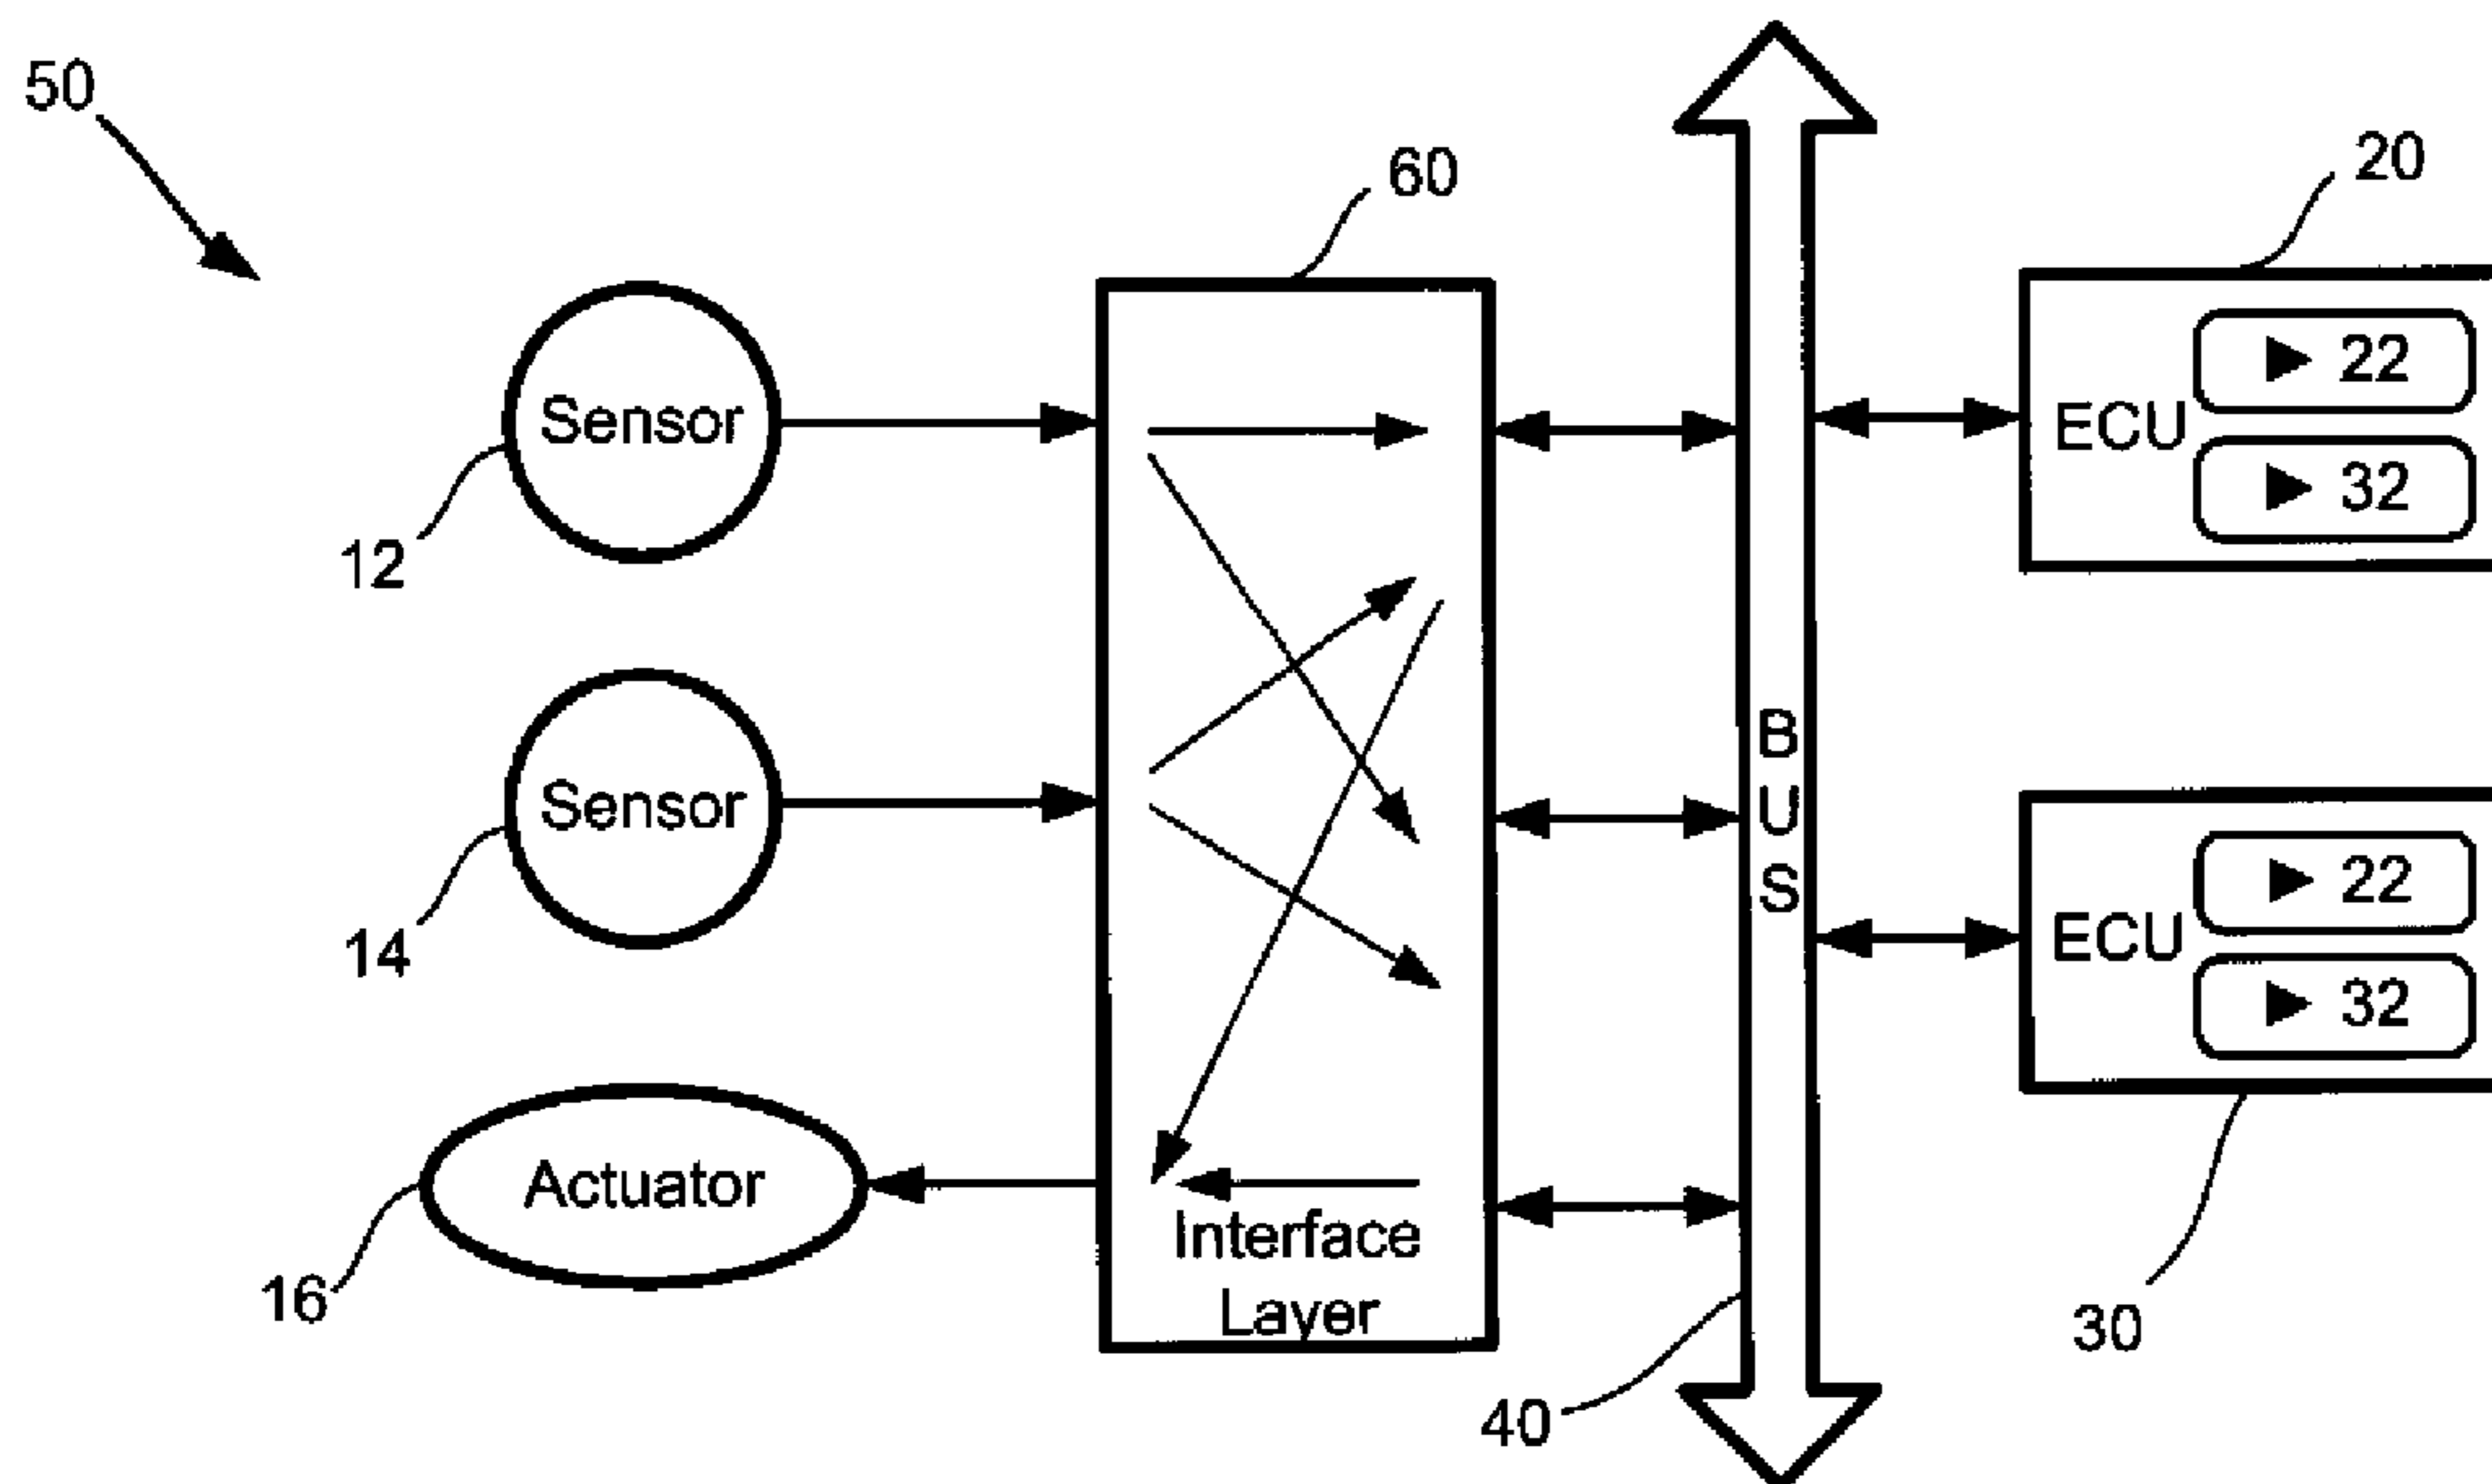 50
60
20
Sensor
12
ECU
▶ 22
▶ 32
Sensor
14
B
U
S
ECU
▶ 22
▶ 32
Actuator
16
Interface
Layer
40
30